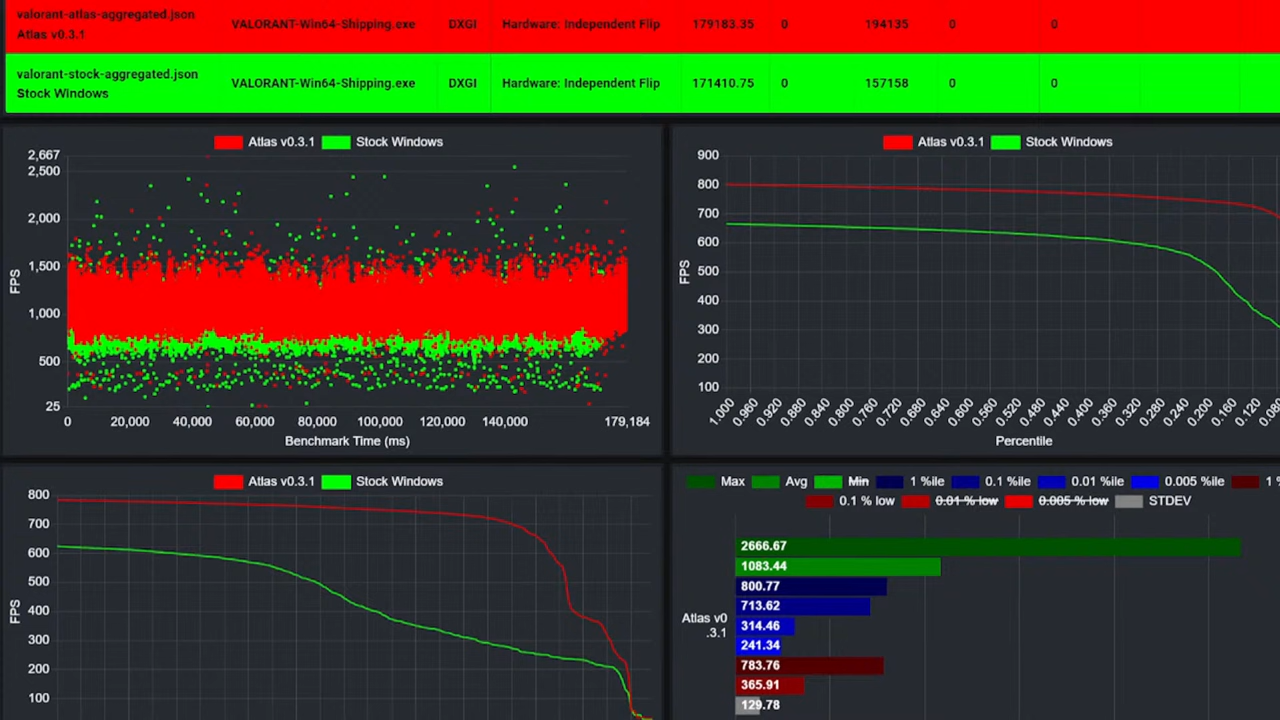 valorant-atlas-aggregated.json
Atlas v0.3.1
VALORANT-Win64-Shipping.exe
DXGI
Hardware: Independent Flip
179183.35
0
194135
0
0
valorant-stock-aggregated.json
Stock Windows
VALORANT-Win64-Shipping.exe
DXGI
Hardware: Independent Flip
171410.75
0
157158
0
0
Atlas v0.3.1 Stock Windows
2,667
2,500
2,000
1,500
1,000
500
25
FPS
0 20,000 40,000 60,000 80,000 100,000 120,000 140,000 179,184
Benchmark Time (ms)
Atlas v0.3.1 Stock Windows
900
800
700
600
500
400
300
200
100
FPS
1.000 0.960 0.920 0.880 0.840 0.800 0.760 0.720 0.680 0.640 0.600 0.560 0.520 0.480 0.440 0.400 0.360 0.320 0.280 0.240 0.200 0.160 0.120 0.080
Percentile
Atlas v0.3.1 Stock Windows
800
700
600
500
400
300
200
100
FPS
Max Avg Min 1 %ile 0.1 %ile 0.01 %ile 0.005 %ile 1 %
0.1 % low 0.01 % low 0.005 % low STDEV
Atlas v0
.3.1
2666.67
1083.44
800.77
713.62
314.46
241.34
783.76
365.91
129.78